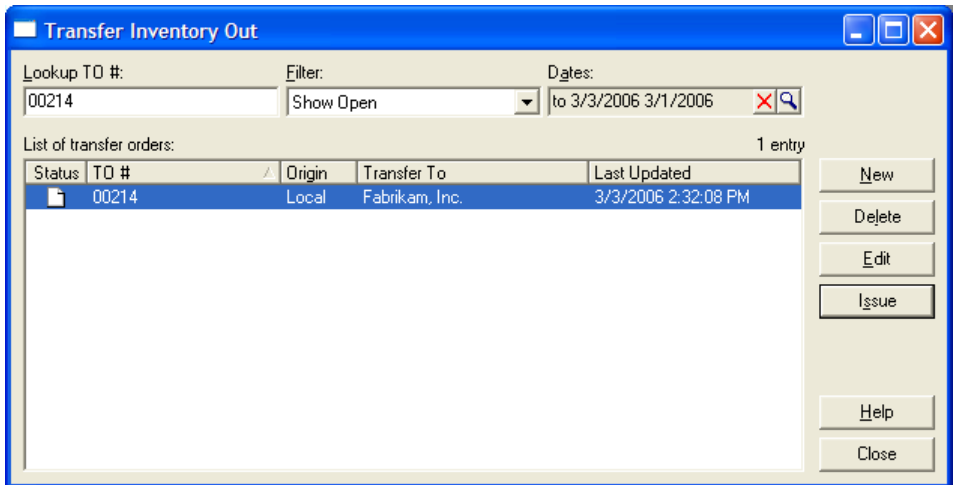 Transfer Inventory Out
Lookup TO #: Filter: Dates:
00214 Show Open to 3/3/2006 3/1/2006
List of transfer orders: 1 entry
Status TO # Origin Transfer To Last Updated
00214 Local Fabrikam, Inc. 3/3/2006 2:32:08 PM
New
Delete
Edit
Issue
Help
Close